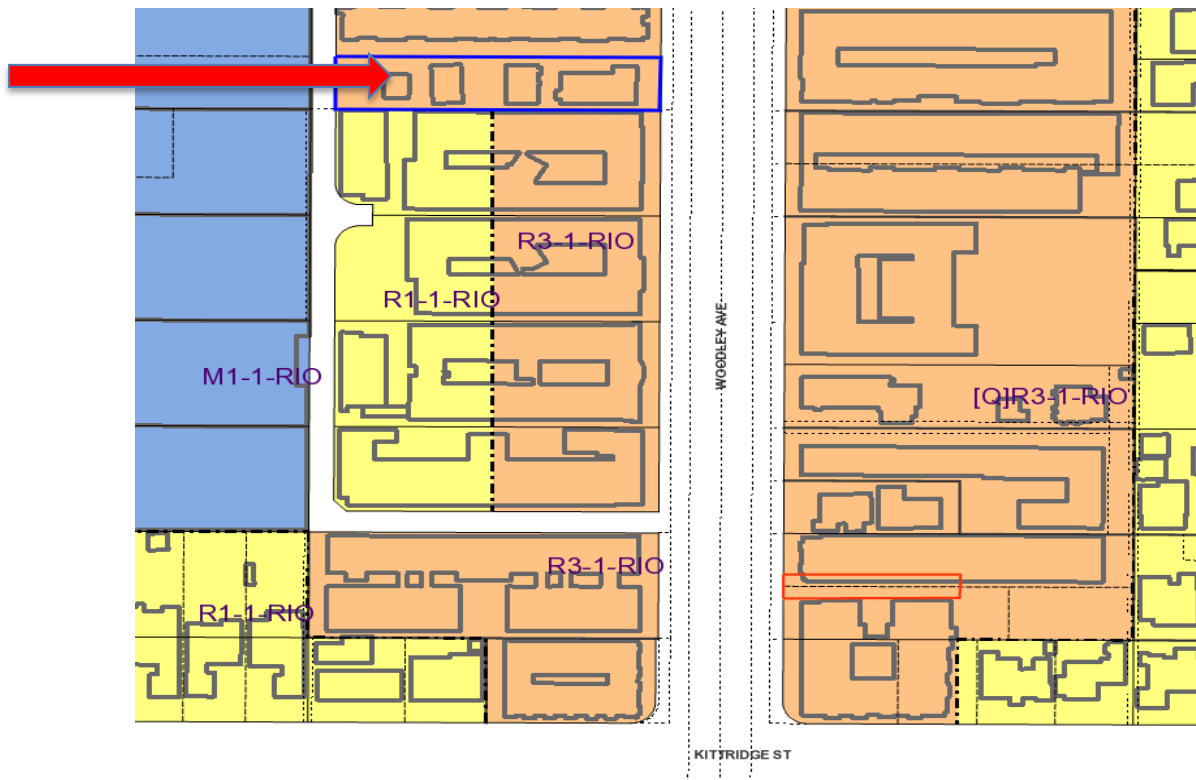 R3-1-RIO
R1-1-RIO
WOODLEY AVE
M1-1-RIO
[Q]R3-1-RIO
R3-1-RIO
R1-1-RIO
KITTRIDGE ST